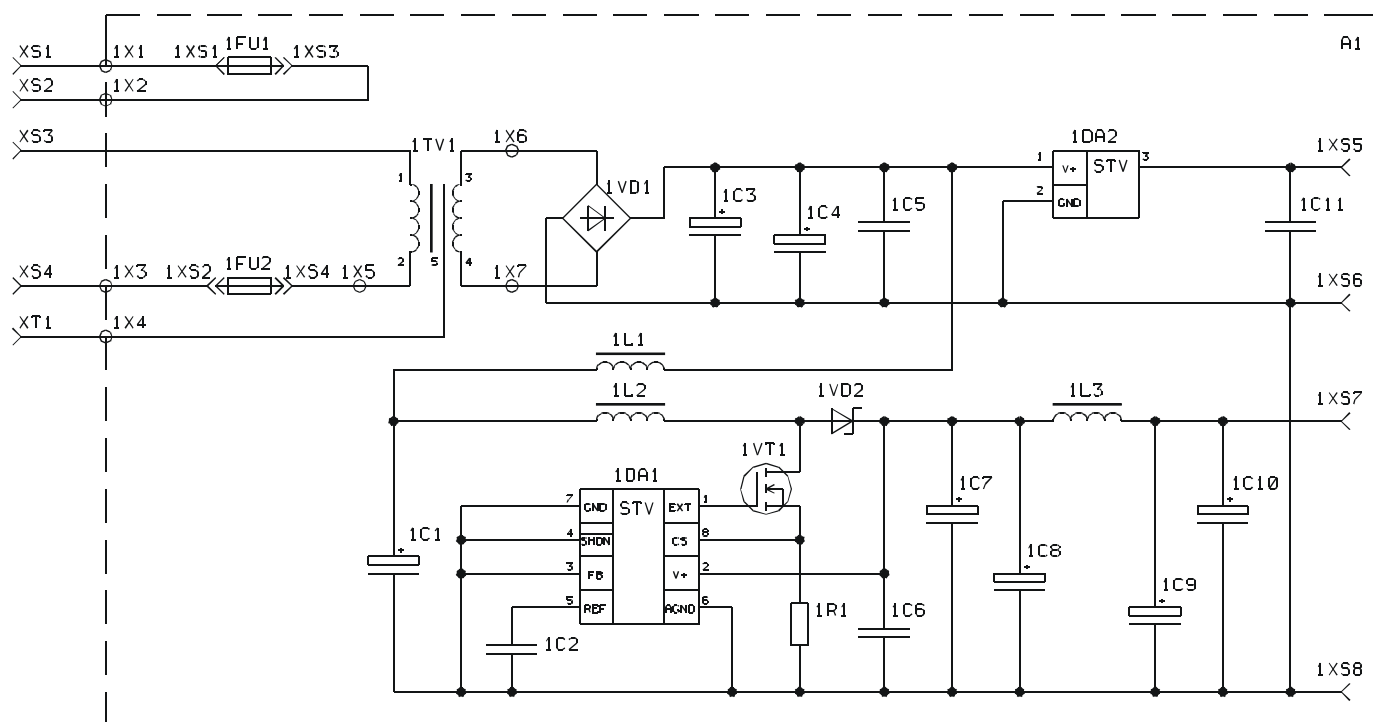 A1
XS1 1X1 1XS1 1FU1 1XS3
XS2 1X2
XS3 1TV1 1X6 1DA2 1XS5
1 V+ STV 3
2 GND
1 3 1VD1 1C3 1C4 1C5 1C11
+ +
2 5 4
XS4 1X3 1XS2 1FU2 1XS4 1X5 1X7 1XS6
XT1 1X4
1L1
1L2 1VD2 1L3 1XS7
1VT1
1DA1
7 GND STV EXT 1
4 SHDN CS 8
3 FB V+ 2
5 REF AGND 6
1C1 +
1C7 +
1C10 +
1C8 +
1C9 +
1R1 1C6
1C2
1XS8